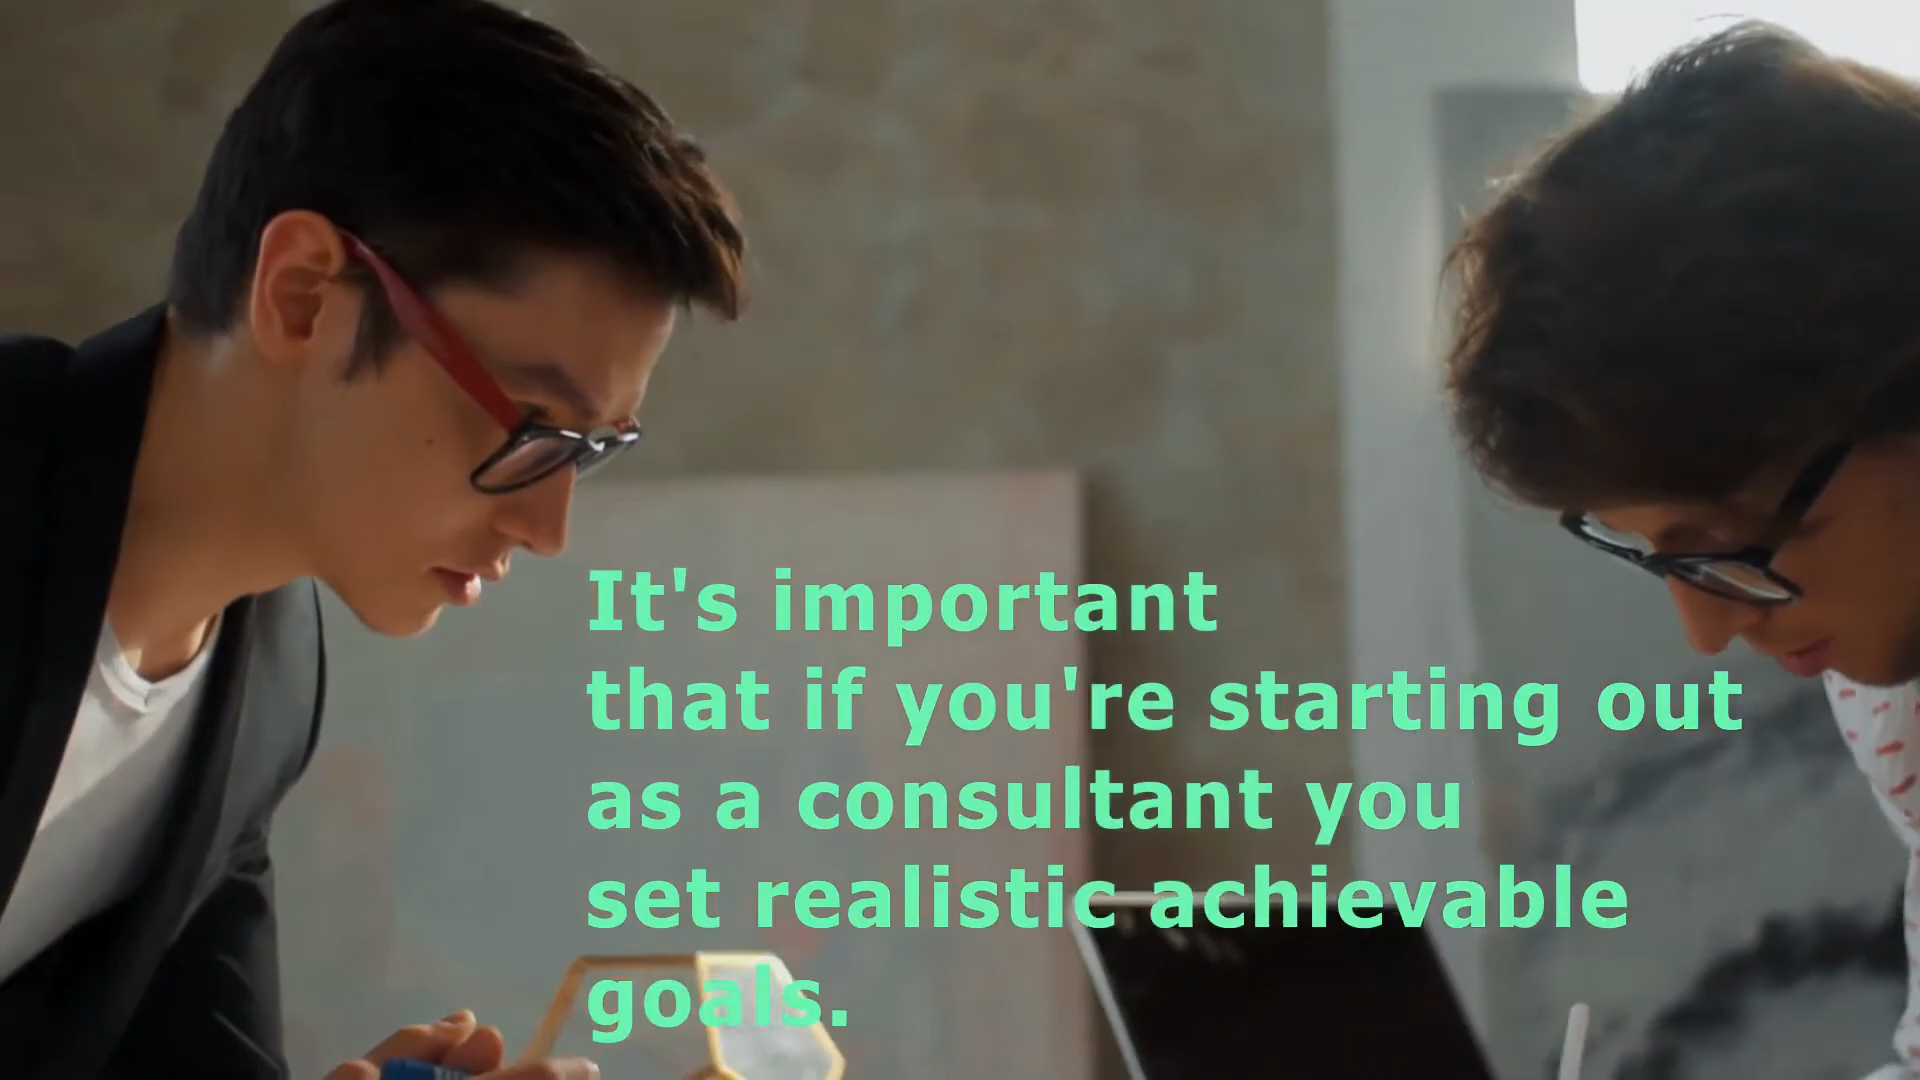 It's important
that if you're starting out
as a consultant you
set realistic achievable
goals.